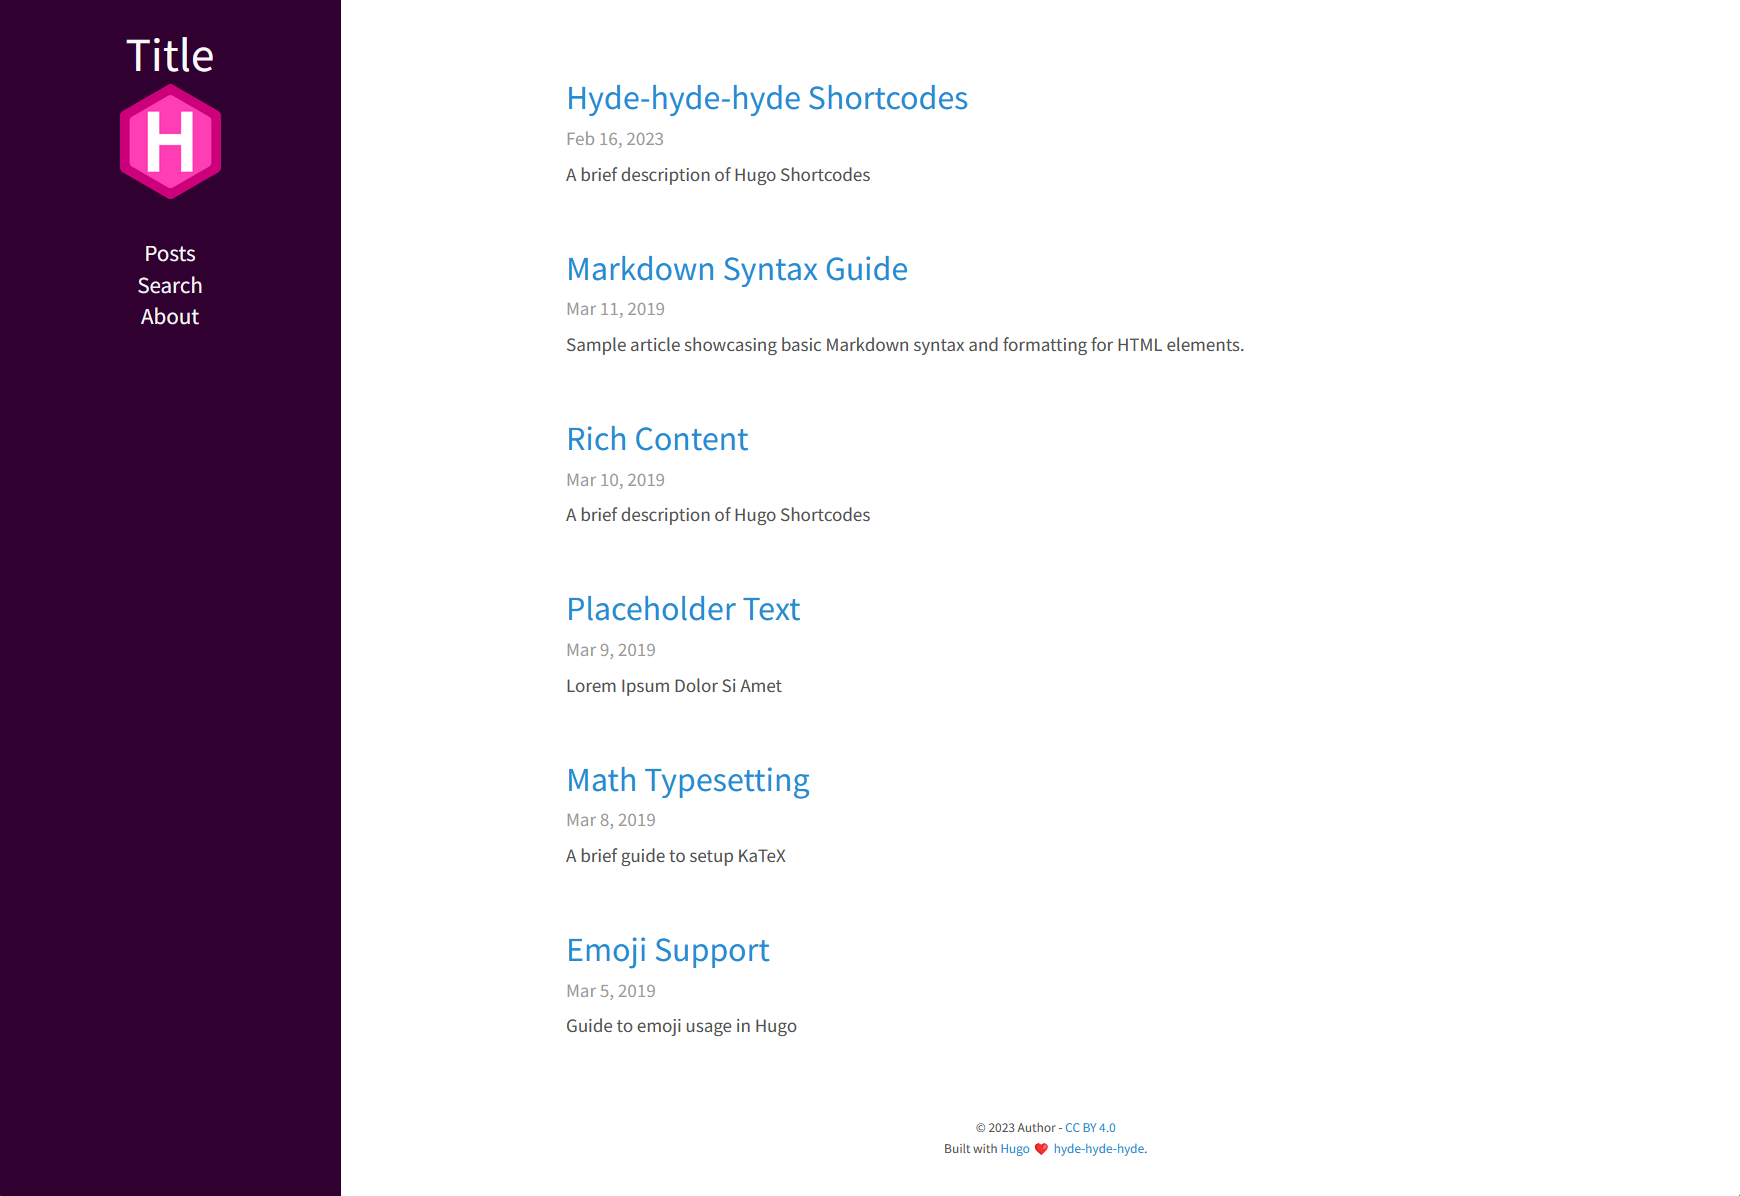 Title
H
Posts
Search
About
Hyde-hyde-hyde Shortcodes
Feb 16, 2023
A brief description of Hugo Shortcodes
Markdown Syntax Guide
Mar 11, 2019
Sample article showcasing basic Markdown syntax and formatting for HTML elements.
Rich Content
Mar 10, 2019
A brief description of Hugo Shortcodes
Placeholder Text
Mar 9, 2019
Lorem Ipsum Dolor Si Amet
Math Typesetting
Mar 8, 2019
A brief guide to setup KaTeX
Emoji Support
Mar 5, 2019
Guide to emoji usage in Hugo
© 2023 Author - CC BY 4.0
Built with Hugo ❤️ hyde-hyde-hyde.